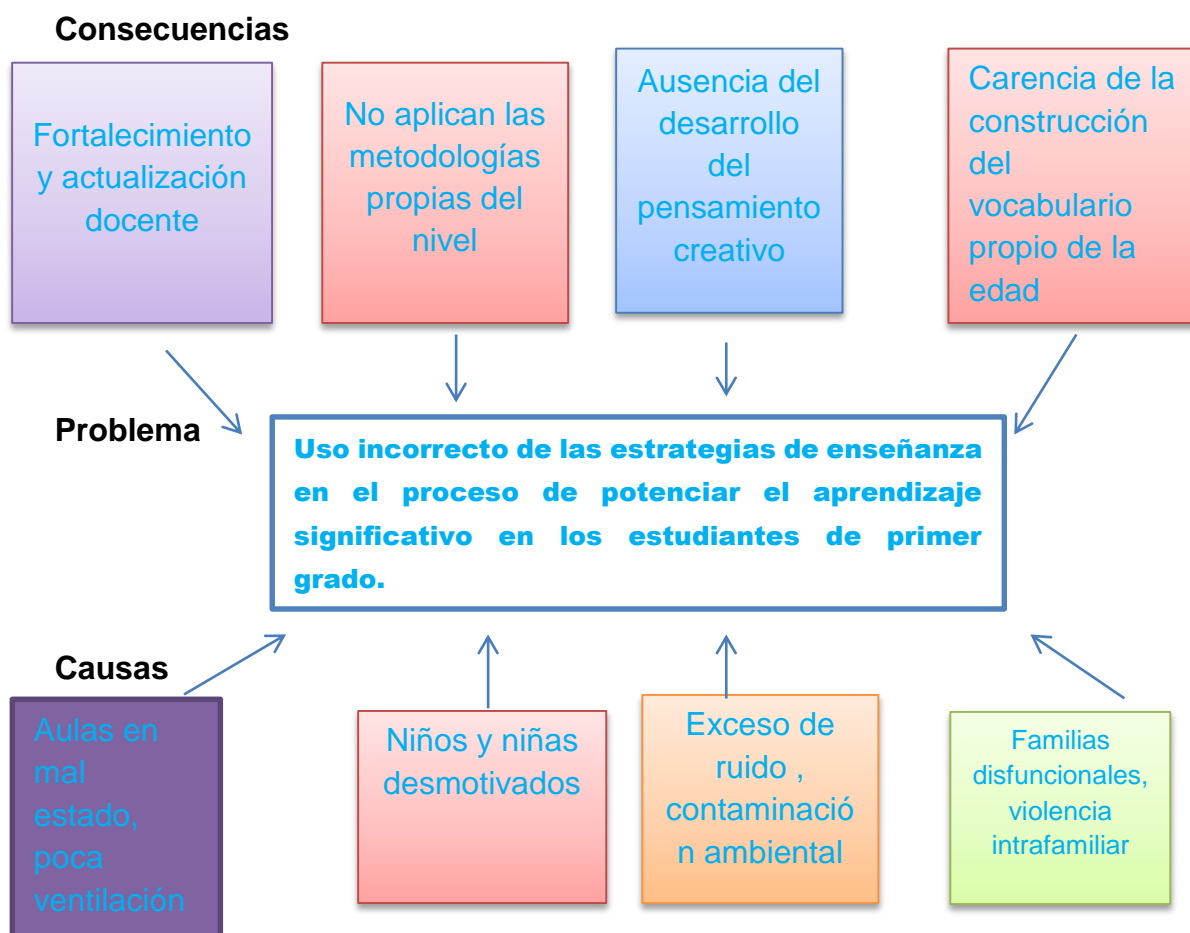 Consecuencias
Fortalecimiento
y actualización
docente
No aplican las
metodologías
propias del
nivel
Ausencia del
desarrollo
del
pensamiento
creativo
Carencia de la
construcción
del
vocabulario
propio de la
edad
Problema
Uso incorrecto de las estrategias de enseñanza
en el proceso de potenciar el aprendizaje
significativo en los estudiantes de primer
grado.
Causas
Aulas en
mal
estado,
poca
ventilación
Niños y niñas
desmotivados
Exceso de
ruido ,
contaminació
n ambiental
Familias
disfuncionales,
violencia
intrafamiliar